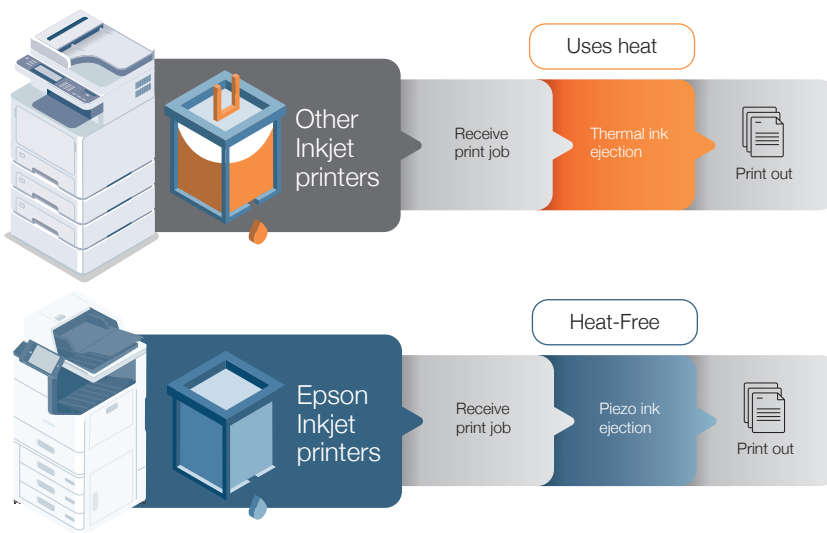 Uses heat
Other
Inkjet
printers
Receive
print job
Thermal ink
ejection
Print out
Heat-Free
Epson
Inkjet
printers
Receive
print job
Piezo ink
ejection
Print out